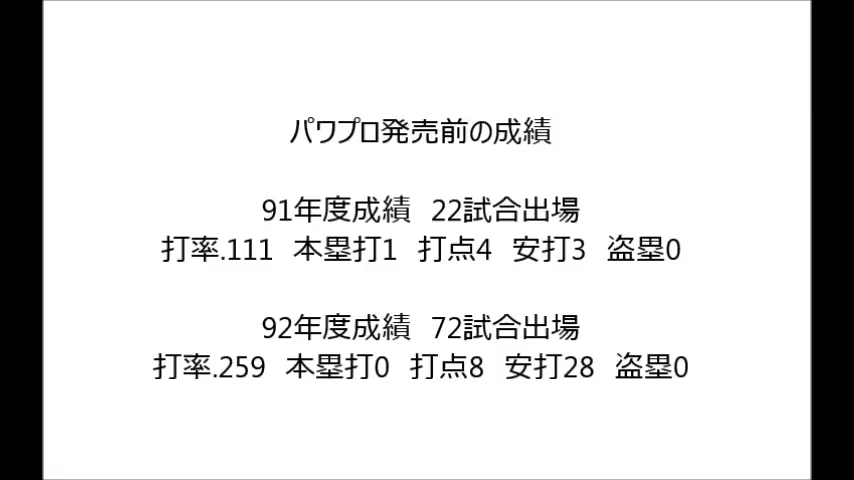 パワプロ発売前の成績
91年度成績　22試合出場
打率.111　本塁打1　打点4　安打3　盗塁0
92年度成績　72試合出場
打率.259　本塁打0　打点8　安打28　盗塁0